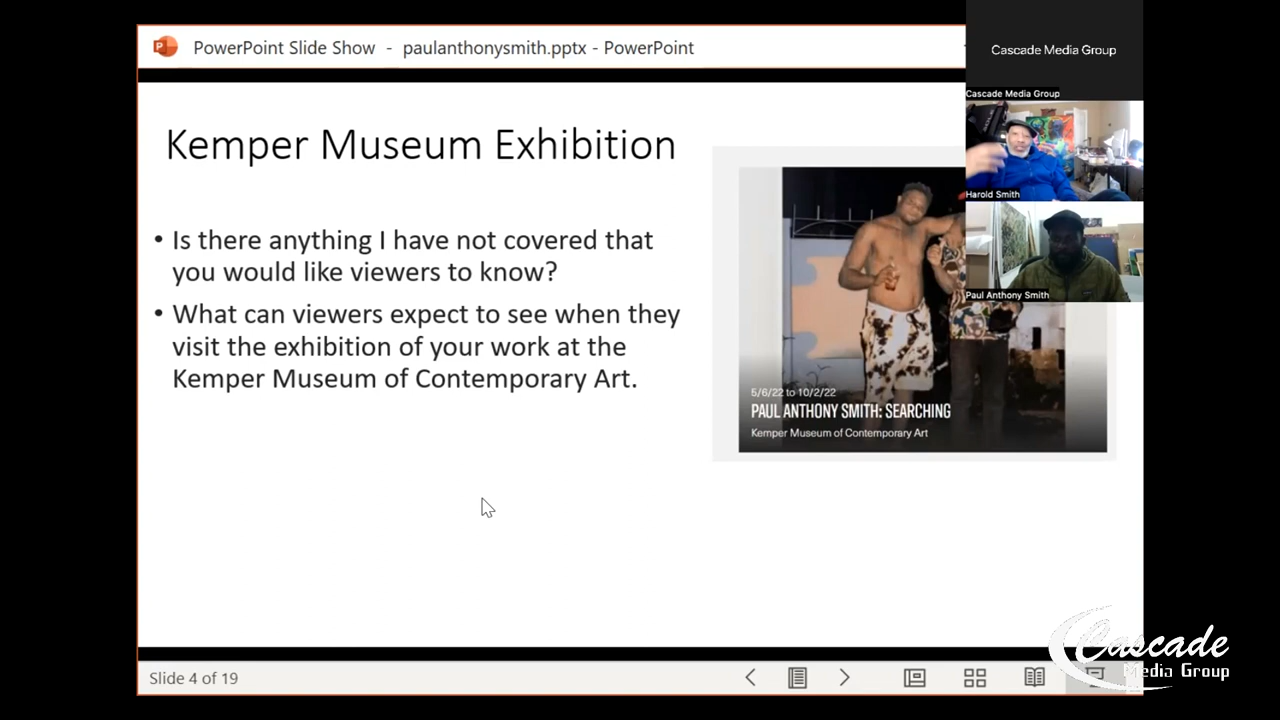 PowerPoint Slide Show - paulanthonysmith.pptx - PowerPoint
Cascade Media Group
Cascade Media Group
Harold Smith
Paul Anthony Smith
Kemper Museum Exhibition
• Is there anything I have not covered that
you would like viewers to know?
• What can viewers expect to see when they
visit the exhibition of your work at the
Kemper Museum of Contemporary Art.
5/6/22 to 10/2/22
PAUL ANTHONY SMITH: SEARCHING
Kemper Museum of Contemporary Art
Slide 4 of 19
Cascade
Media Group